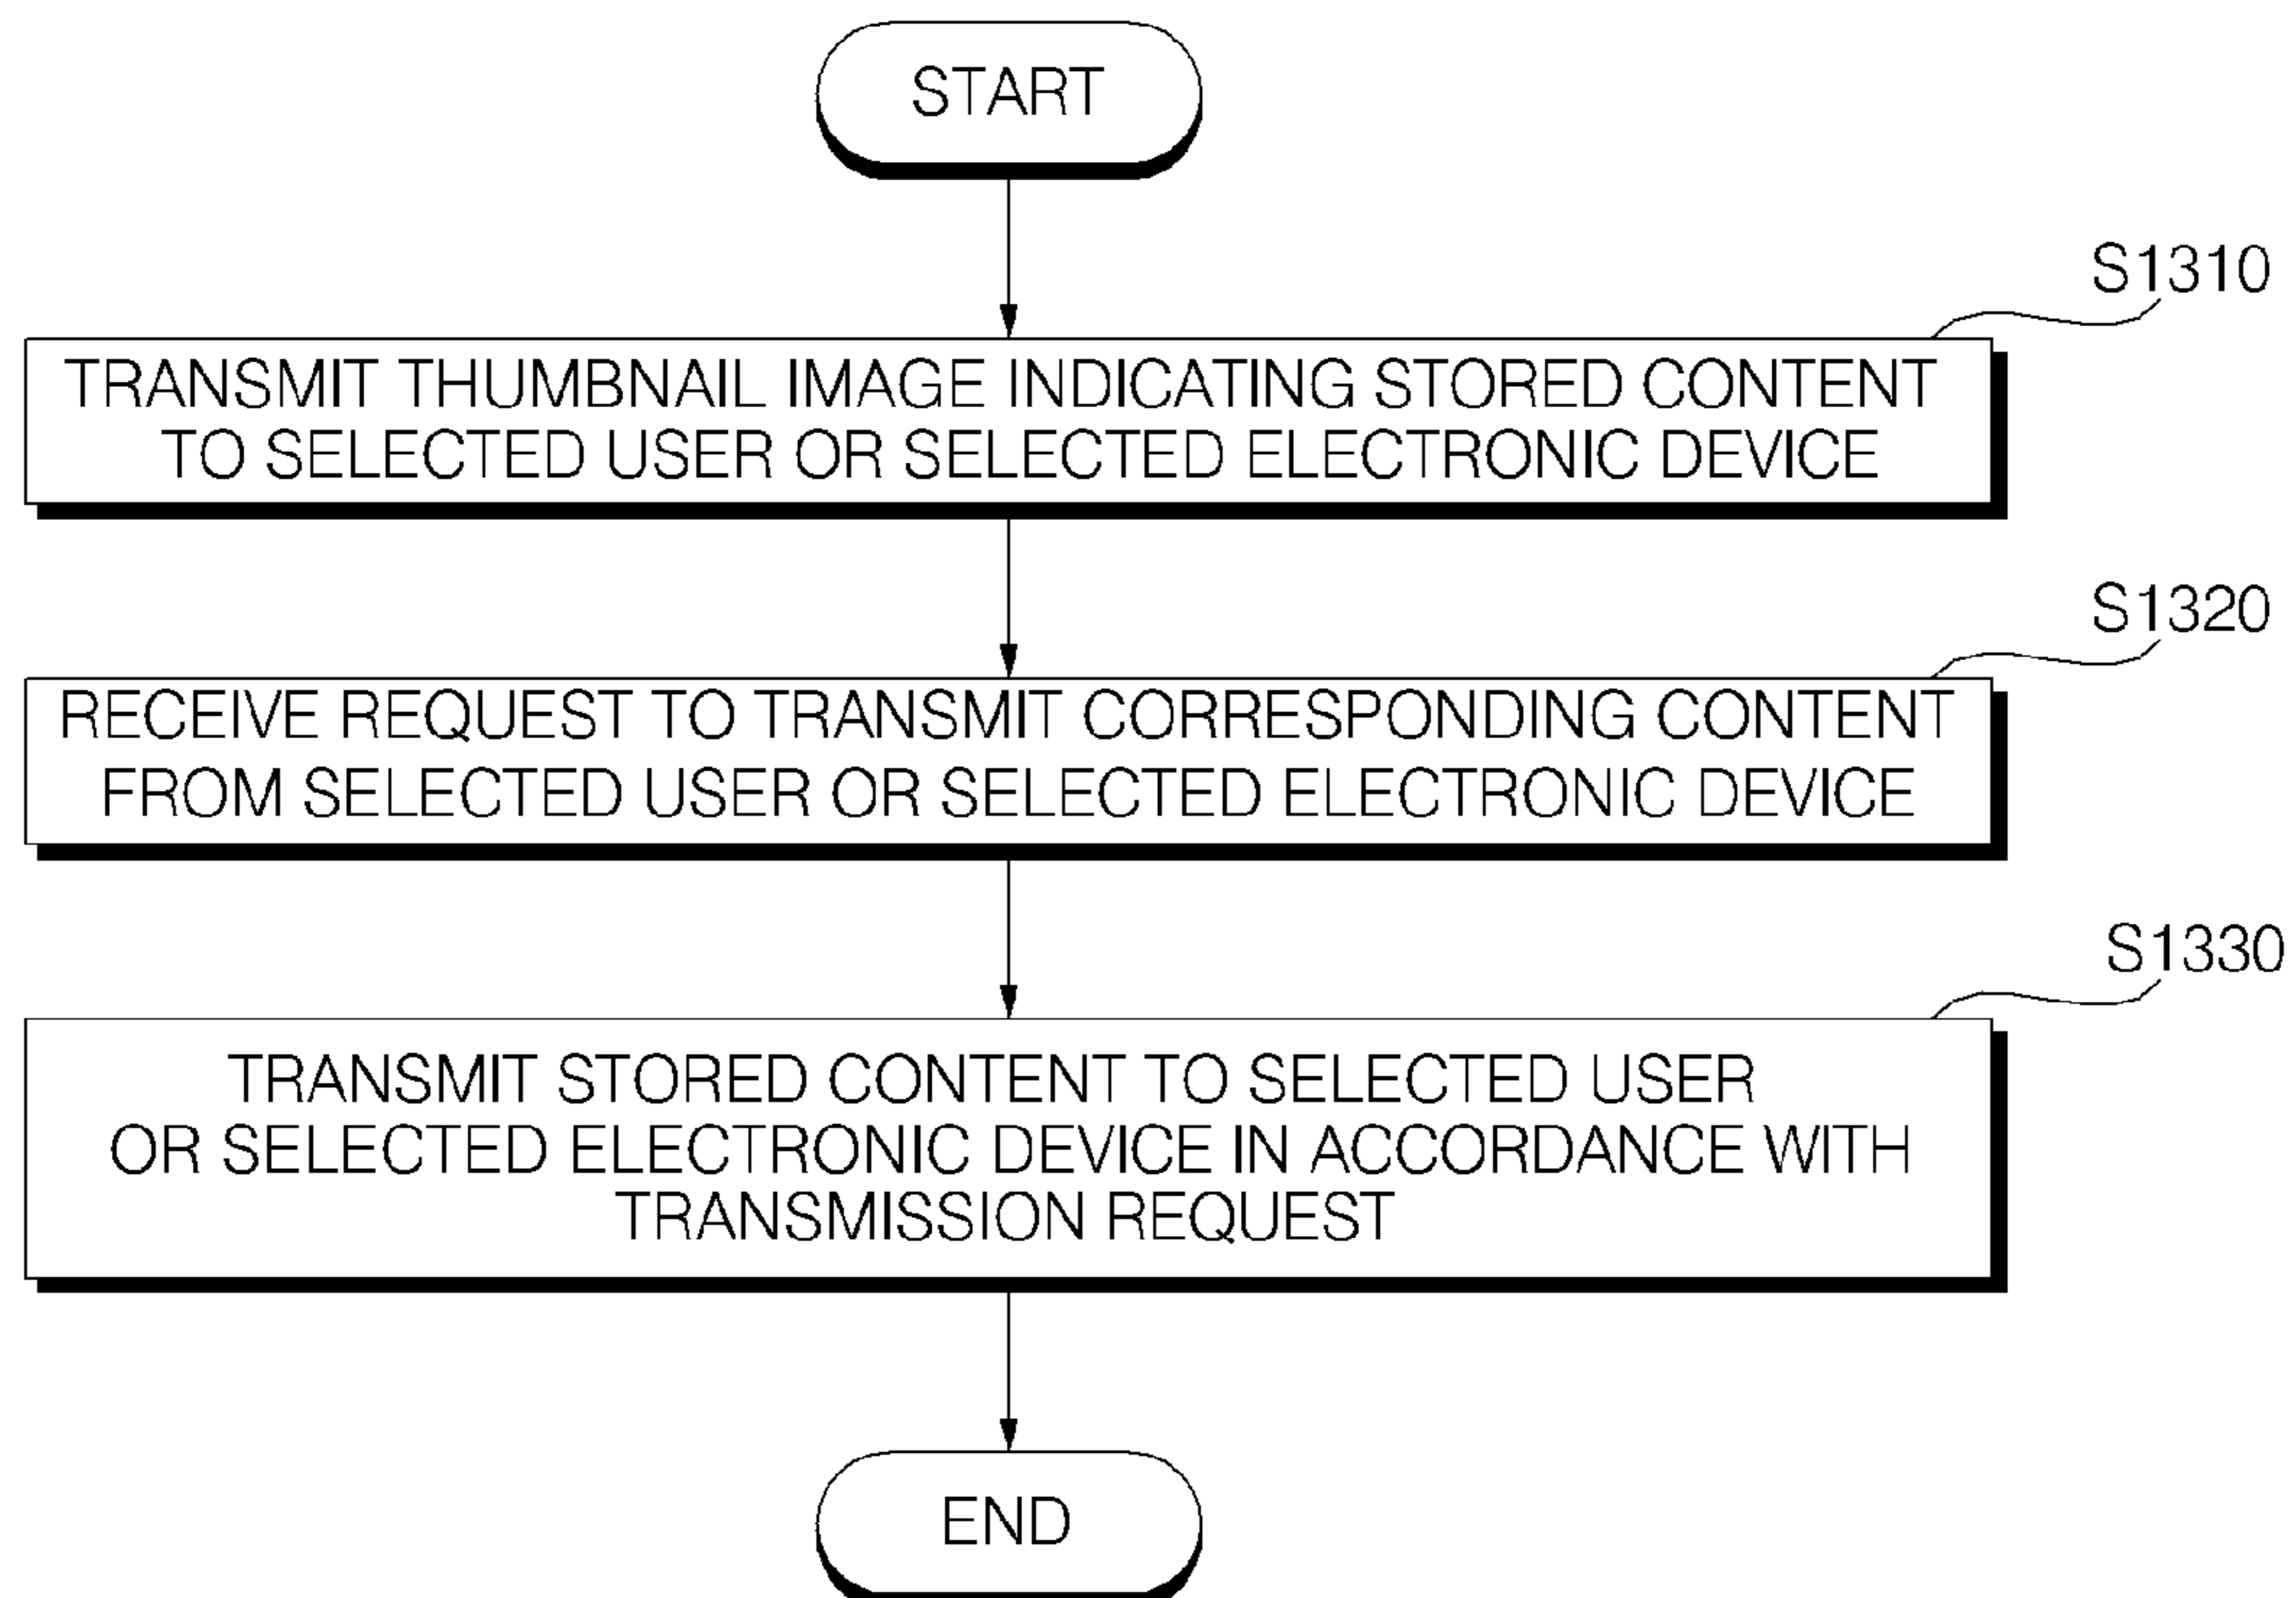 START
S1310
TRANSMIT THUMBNAIL IMAGE INDICATING STORED CONTENT
TO SELECTED USER OR SELECTED ELECTRONIC DEVICE
S1320
RECEIVE REQUEST TO TRANSMIT CORRESPONDING CONTENT
FROM SELECTED USER OR SELECTED ELECTRONIC DEVICE
S1330
TRANSMIT STORED CONTENT TO SELECTED USER
OR SELECTED ELECTRONIC DEVICE IN ACCORDANCE WITH
TRANSMISSION REQUEST
END